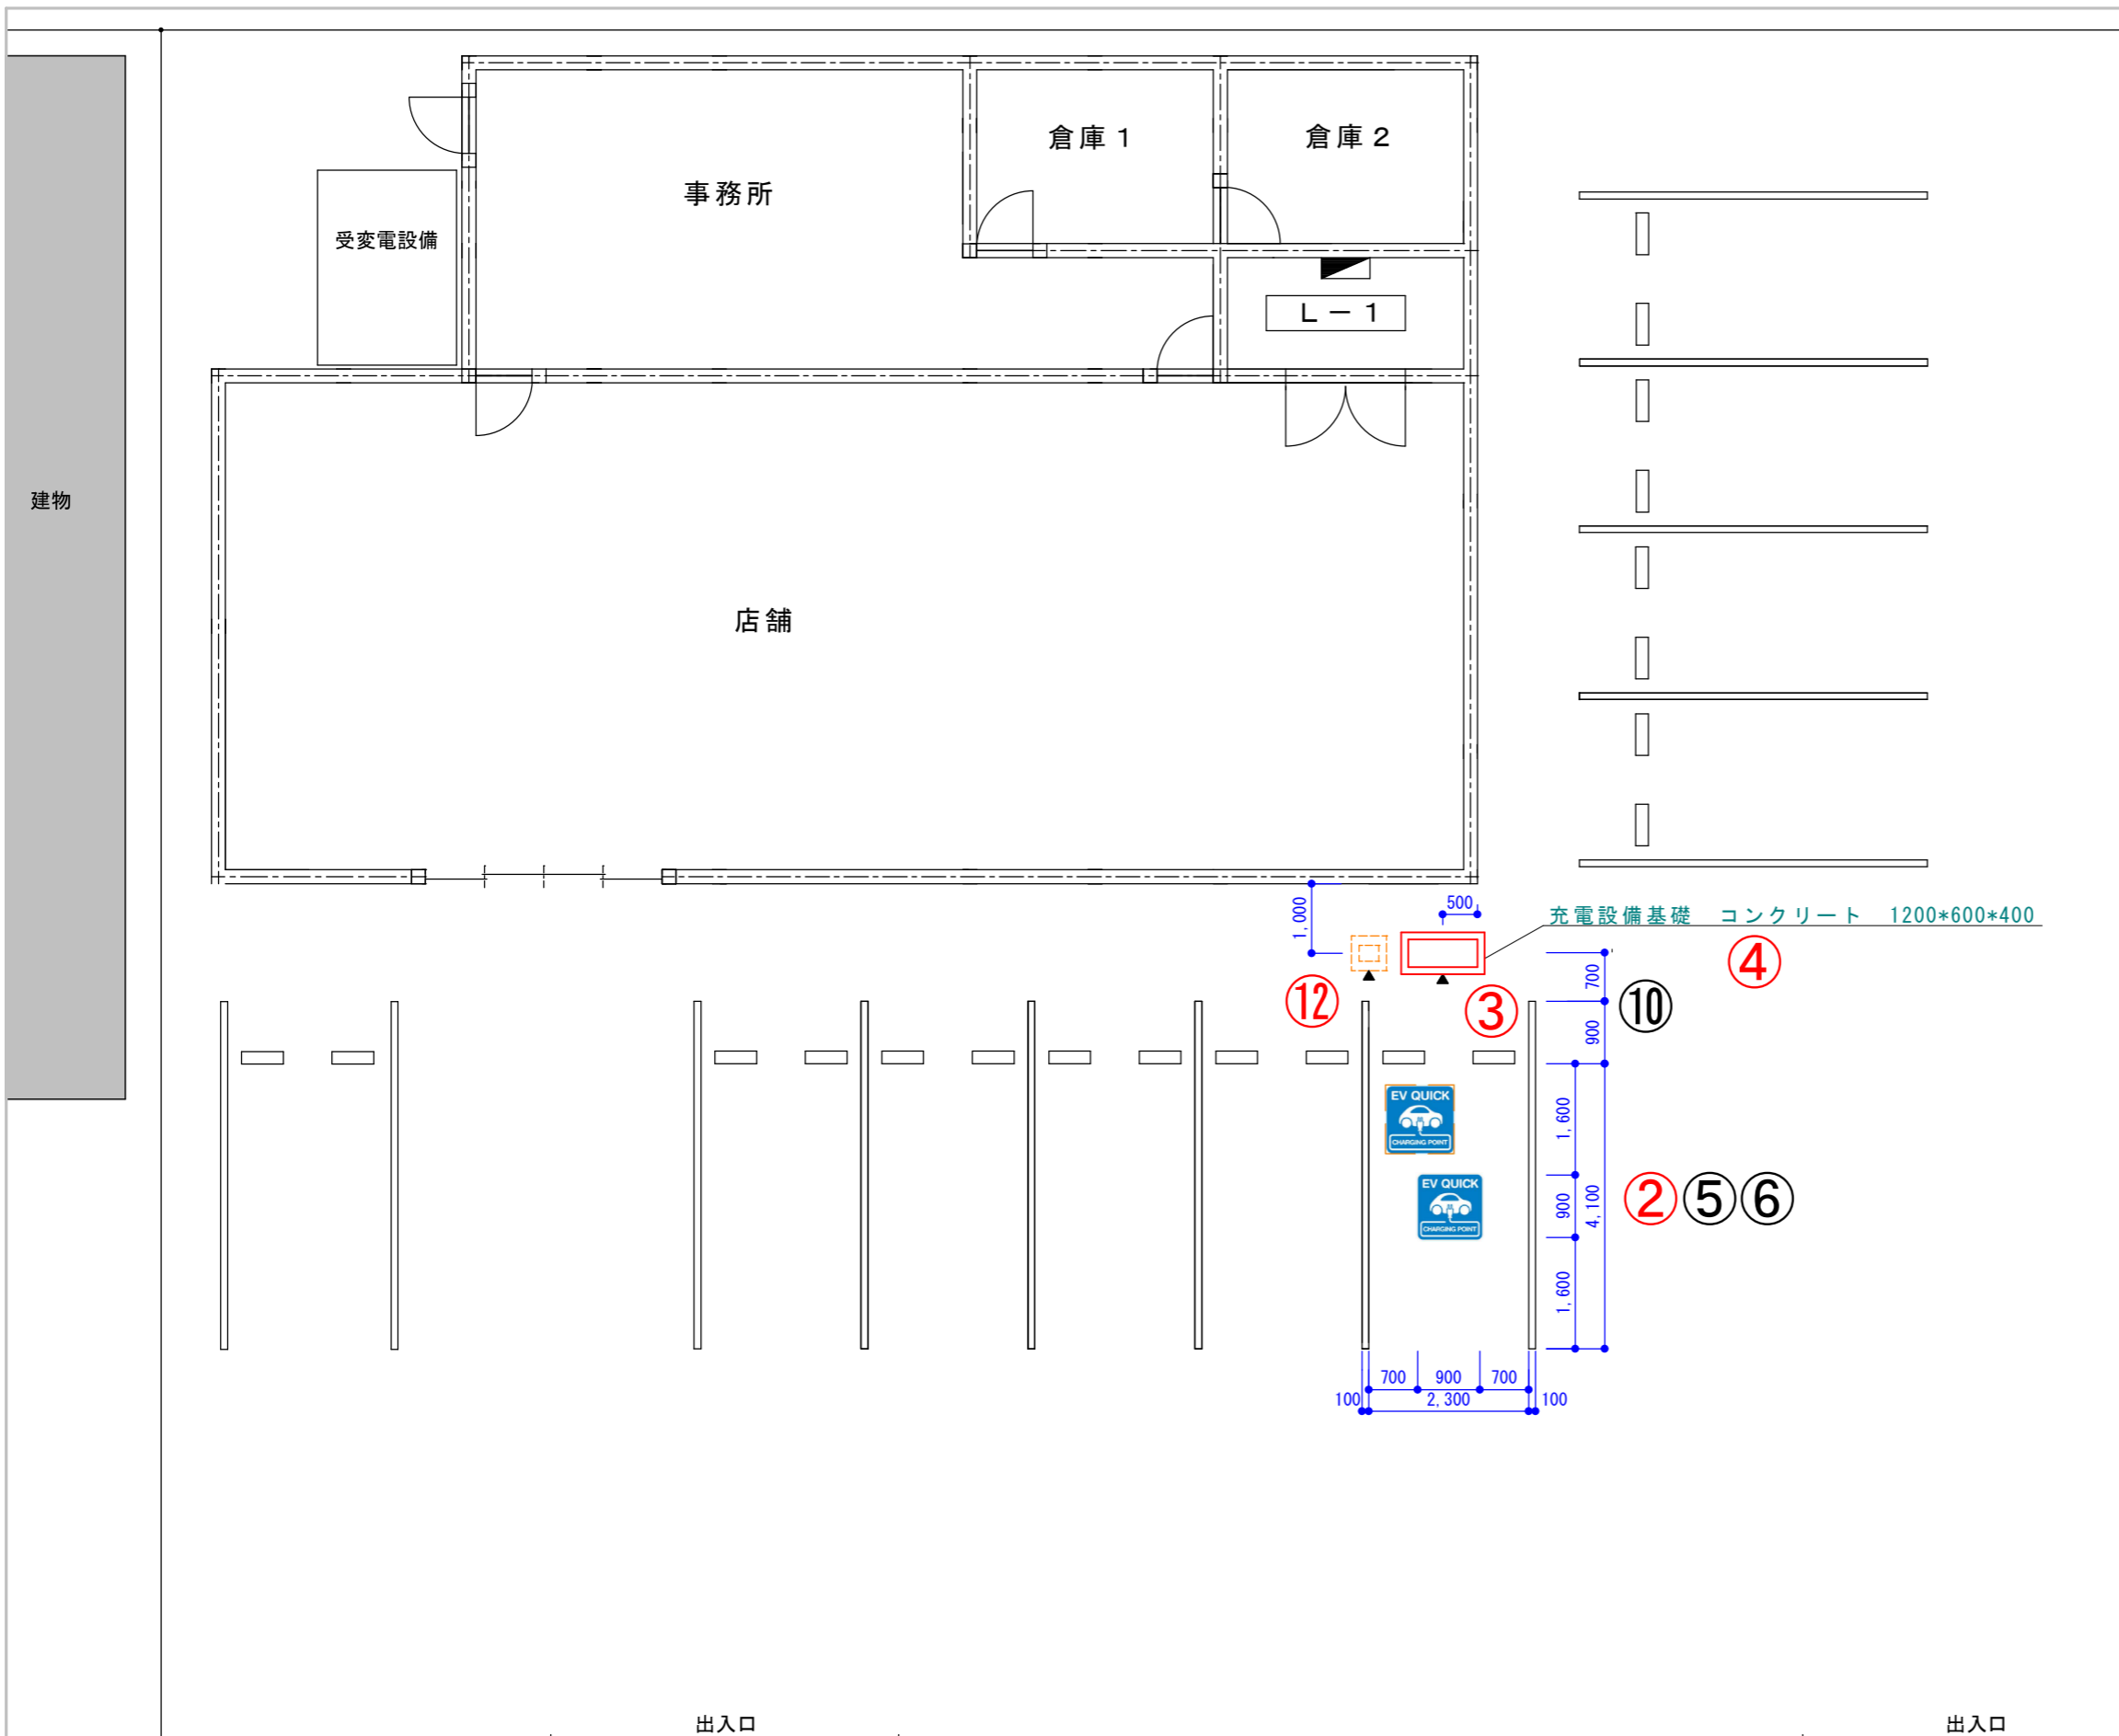 倉庫１
倉庫２
事務所
受変電設備
Ｌ－１
建物
店舗
1,000
500
充電設備基礎　コンクリート　1200*600*400
④
⑫
③
700
⑩
900
EV QUICK
CHARGING POINT
1,600
EV QUICK
CHARGING POINT
900
4,100
②⑤⑥
1,600
700
900
700
100
2,300
100
出入口
出入口